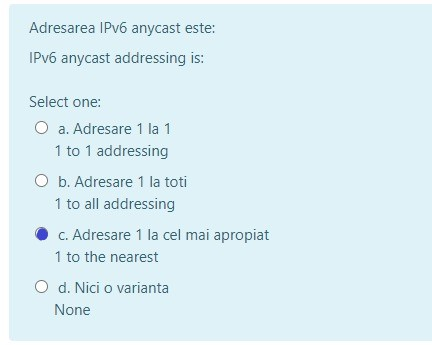 Adresarea IPv6 anycast este:
IPv6 anycast addressing is:
Select one:
a. Adresare 1 la 1
1 to 1 addressing
b. Adresare 1 la toti
1 to all addressing
c. Adresare 1 la cel mai apropiat
1 to the nearest
d. Nici o varianta
None